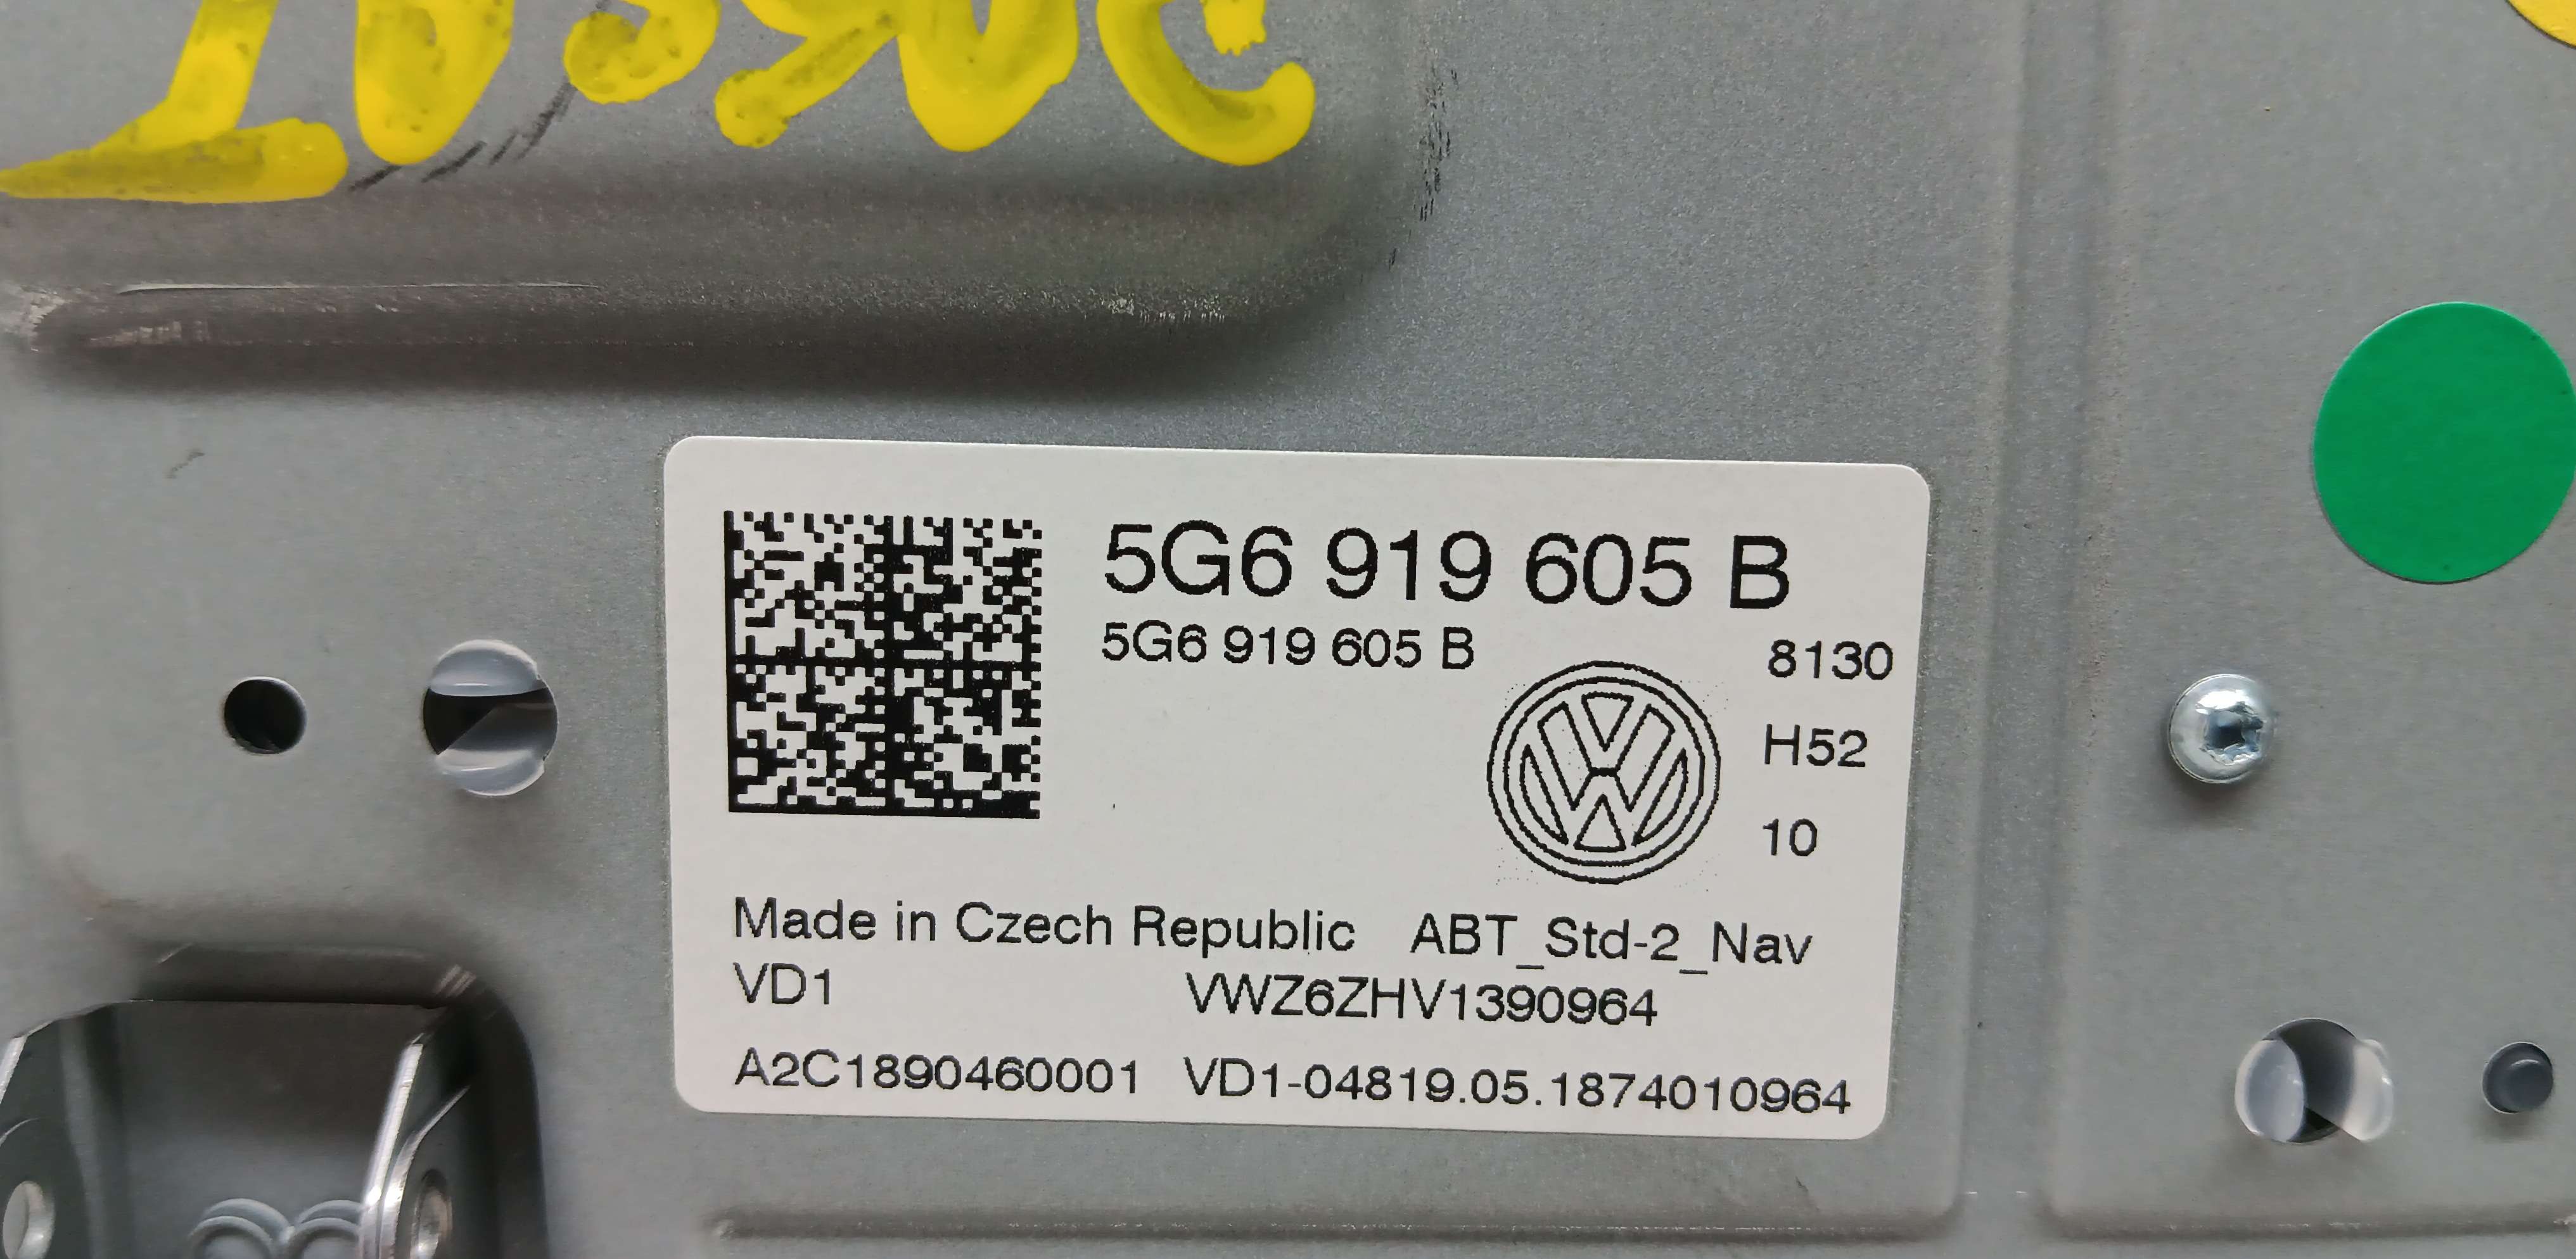 5G6 919 605 B
5G6 919 605 B
8130
H52
10
Made in Czech Republic ABT_Std-2_Nav
VD1 VWZ6ZHV1390964
A2C1890460001 VD1-04819.05.1874010964